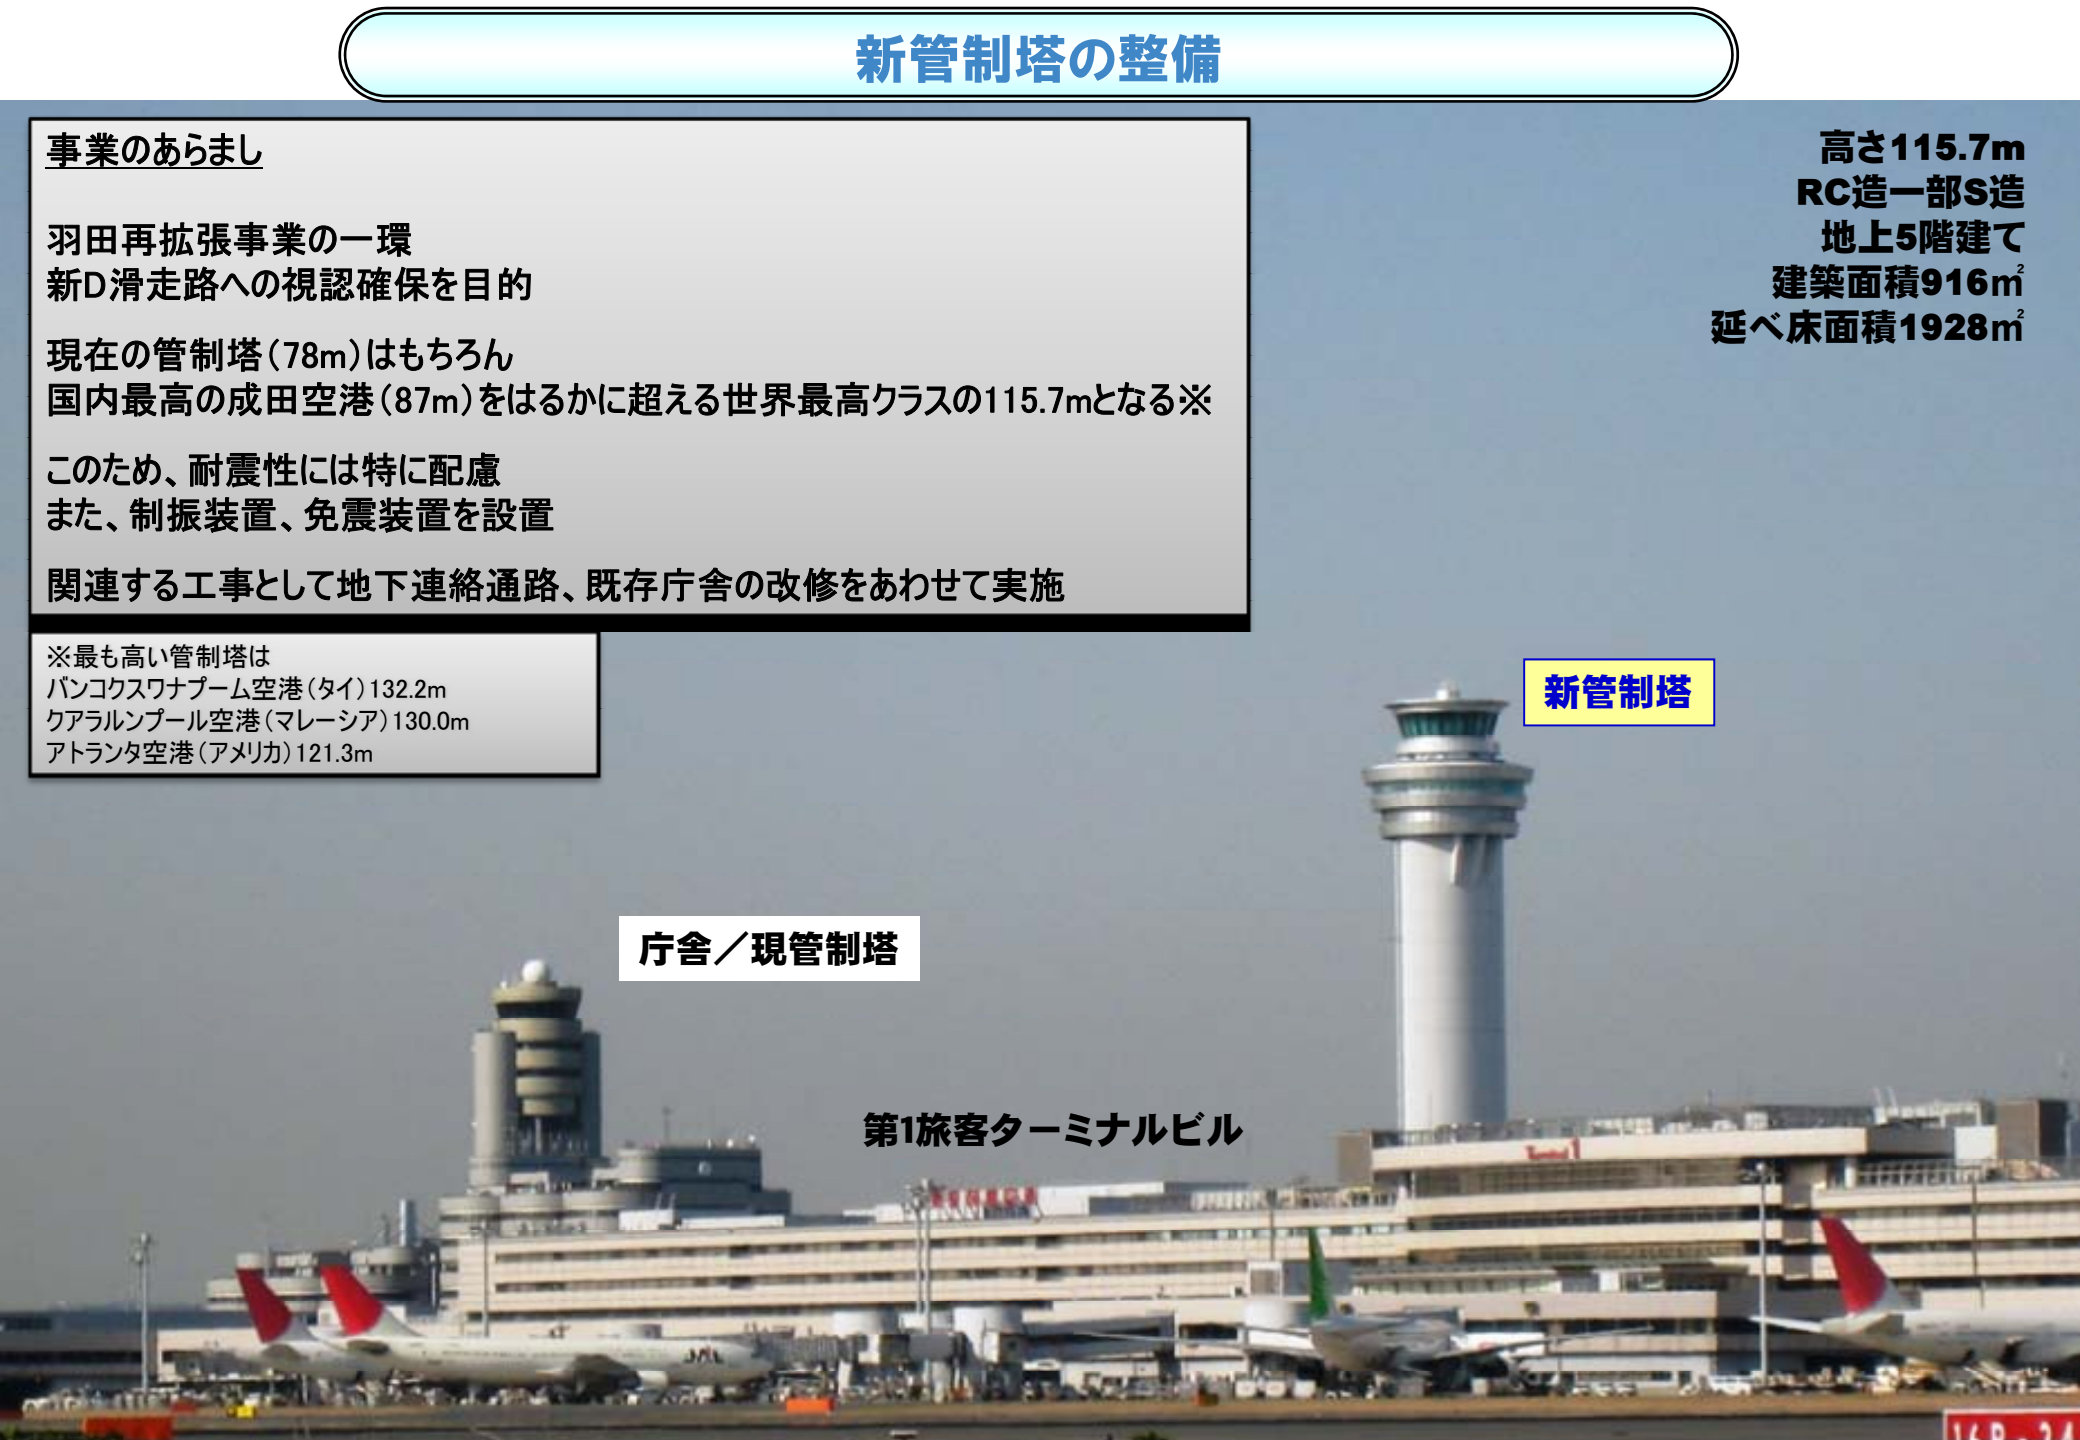 新管制塔の整備
事業のあらまし
羽田再拡張事業の一環
新D滑走路への視認確保を目的
現在の管制塔（78m）はもちろん
国内最高の成田空港（87m）をはるかに超える世界最高クラスの115.7mとなる※
このため、耐震性には特に配慮
また、制振装置、免震装置を設置
関連する工事として地下連絡通路、既存庁舎の改修をあわせて実施
※最も高い管制塔は
バンコクスワナプーム空港（タイ）132.2m
クアラルンプール空港（マレーシア）130.0m
アトランタ空港（アメリカ）121.3m
高さ115.7m
RC造一部S造
地上5階建て
建築面積916㎡
延べ床面積1928㎡
新管制塔
庁舎／現管制塔
第1旅客ターミナルビル
Terminal 1
JAL